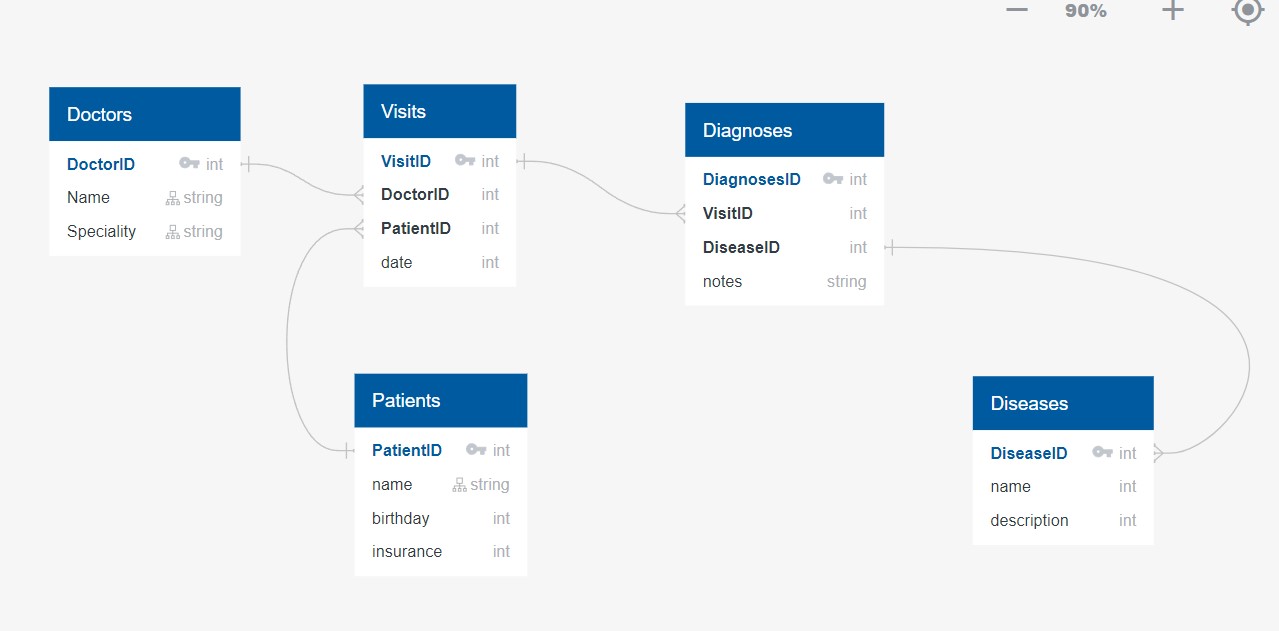 90%
Doctors
DoctorID int
Name string
Speciality string
Visits
VisitID int
DoctorID int
PatientID int
date int
Diagnoses
DiagnosesID int
VisitID int
DiseaseID int
notes string
Patients
PatientID int
name string
birthday int
insurance int
Diseases
DiseaseID int
name int
description int